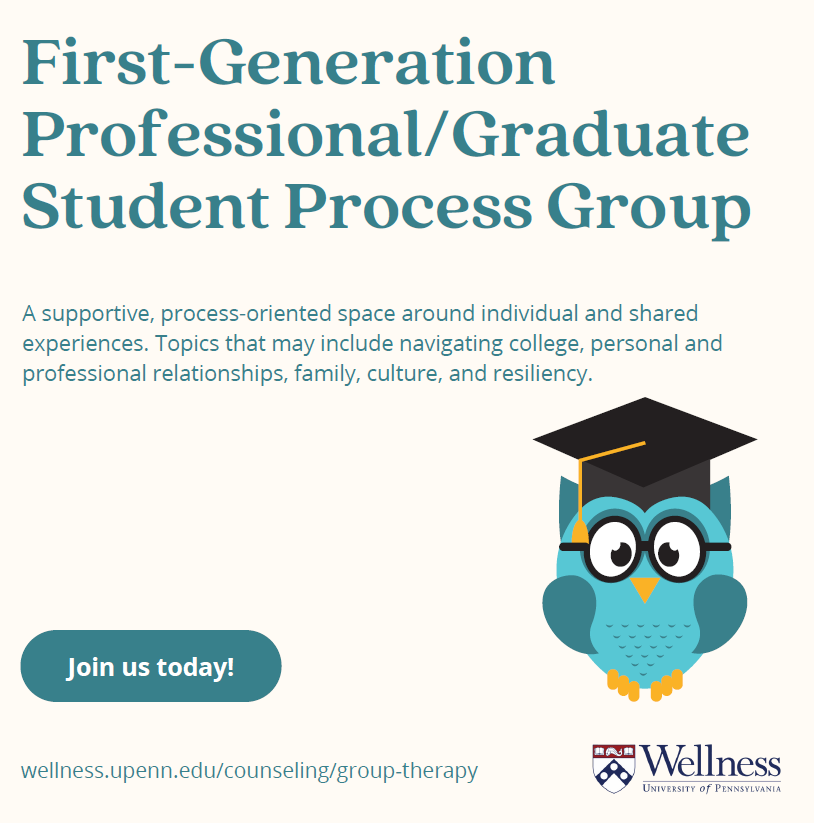 First-Generation
Professional/Graduate
Student Process Group
A supportive, process-oriented space around individual and shared
experiences. Topics that may include navigating college, personal and
professional relationships, family, culture, and resiliency.
Join us today!
wellness.upenn.edu/counseling/group-therapy
Wellness
University of Pennsylvania